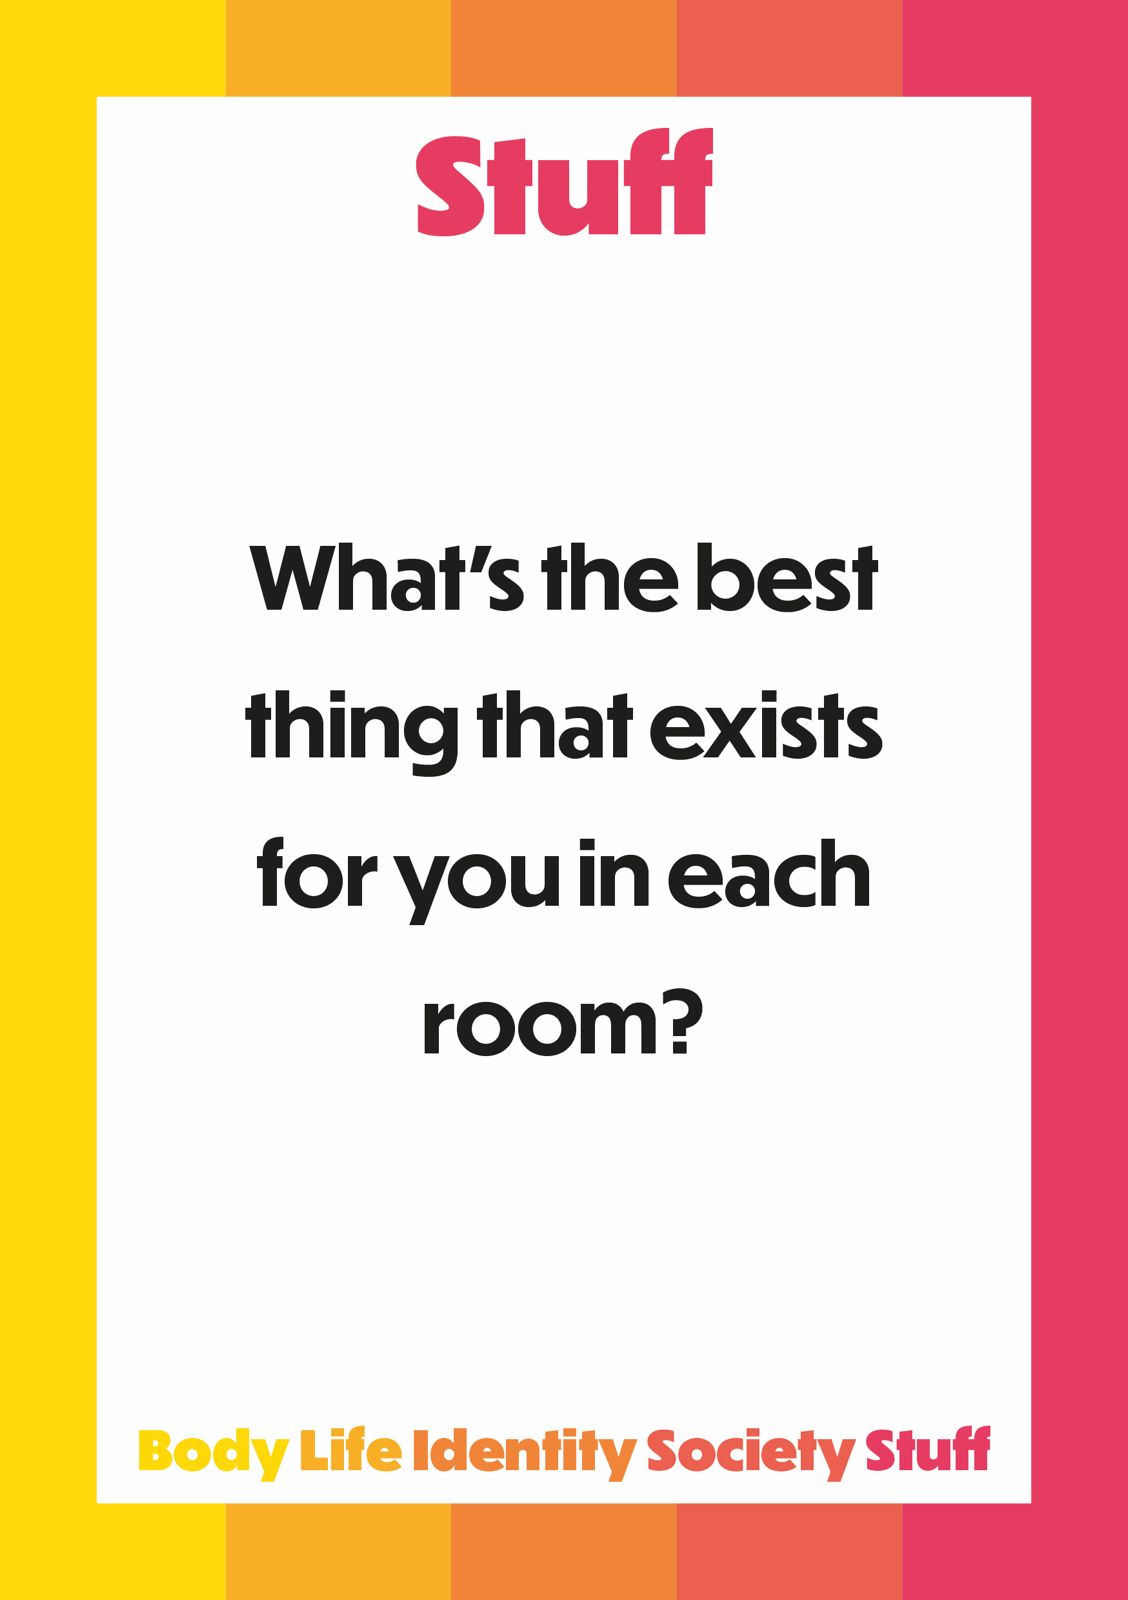 Stuff
What’s the best
thing that exists
for you in each
room?
Body Life Identity Society Stuff